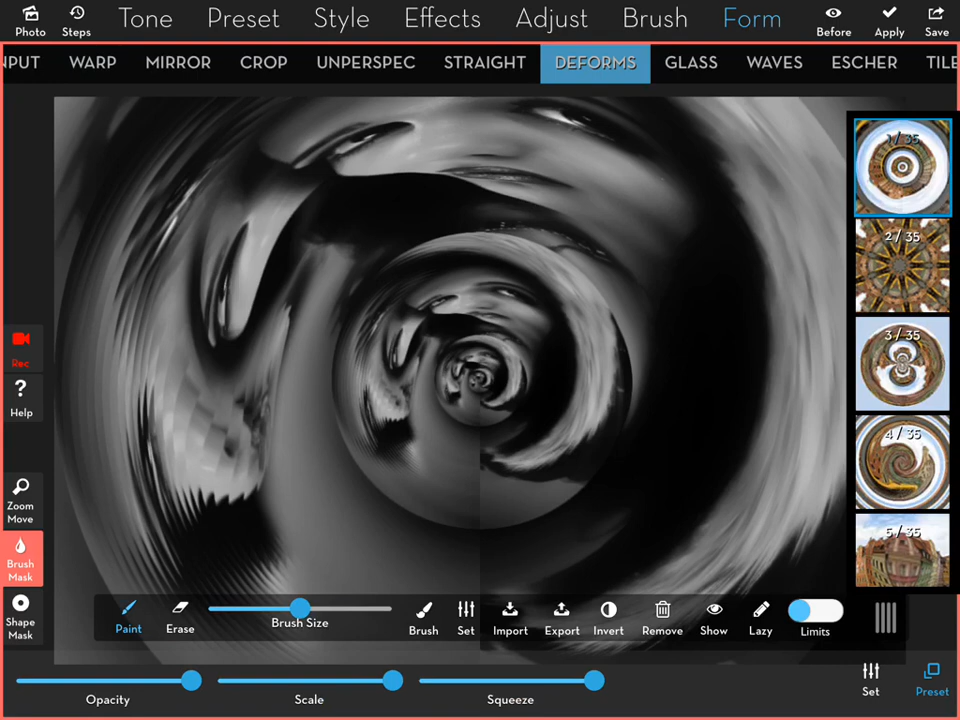 Photo
Steps
Tone
Preset
Style
Effects
Adjust
Brush
Form
Before
Apply
Save
NPUT
WARP
MIRROR
CROP
UNPERSPEC
STRAIGHT
DEFORMS
GLASS
WAVES
ESCHER
TILE
1 / 35
2 / 35
3 / 35
4 / 35
5 / 35
Rec
?
Help
Zoom
Move
Brush
Mask
Shape
Mask
Paint
Erase
Brush Size
Brush
Set
Import
Export
Invert
Remove
Show
Lazy
Limits
Opacity
Scale
Squeeze
Set
Preset